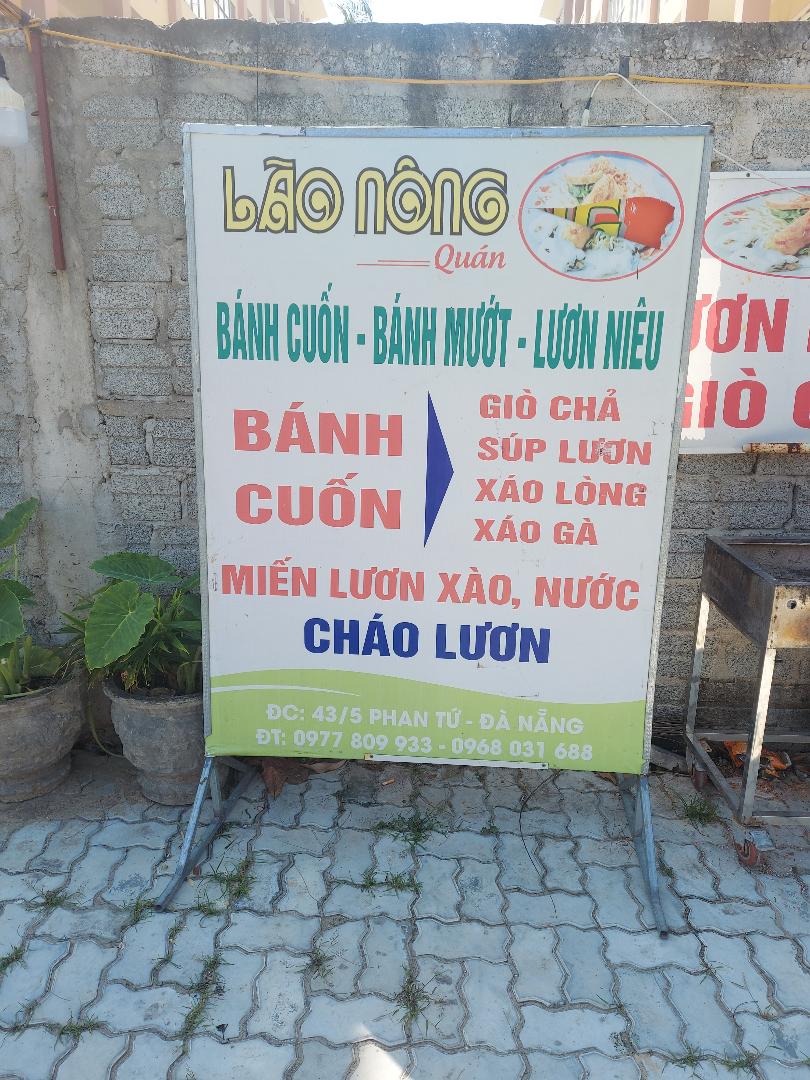 LÃO NÔNG
Quán
BÁNH CUỐN - BÁNH MƯỚT - LƯƠN NIÊU
BÁNH CUỐN
GIÒ CHẢ
SÚP LƯƠN
XÁO LÒNG
XÁO GÀ
MIẾN LƯƠN XÀO, NƯỚC
CHÁO LƯƠN
ĐC: 43/5 PHAN TỨ - ĐÀ NẴNG
ĐT: 0977 809 933 - 0968 031 688
GIÒ